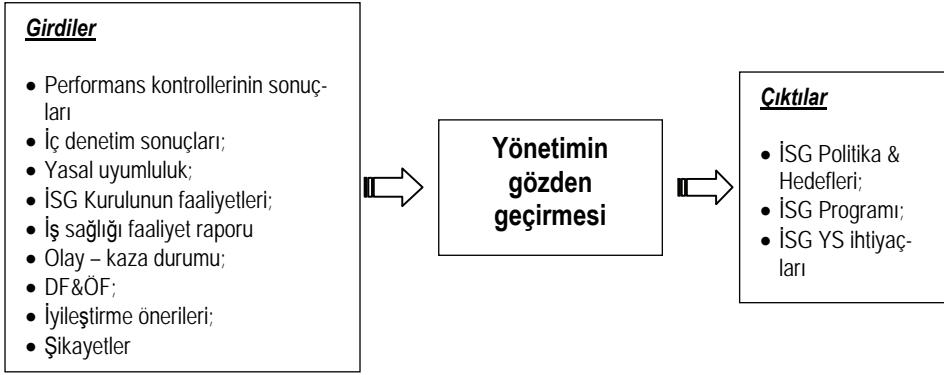 Girdiler
• Performans kontrollerinin sonuç-
ları
• İç denetim sonuçları;
• Yasal uyumluluk;
• İSG Kurulunun faaliyetleri;
• İş sağlığı faaliyet raporu
• Olay – kaza durumu;
• DF&ÖF;
• İyileştirme önerileri;
• Şikayetler
Yönetimin
gözden
geçirmesi
Çıktılar
• İSG Politika &
Hedefleri;
• İSG Programı;
• İSG YS ihtiyaç-
ları